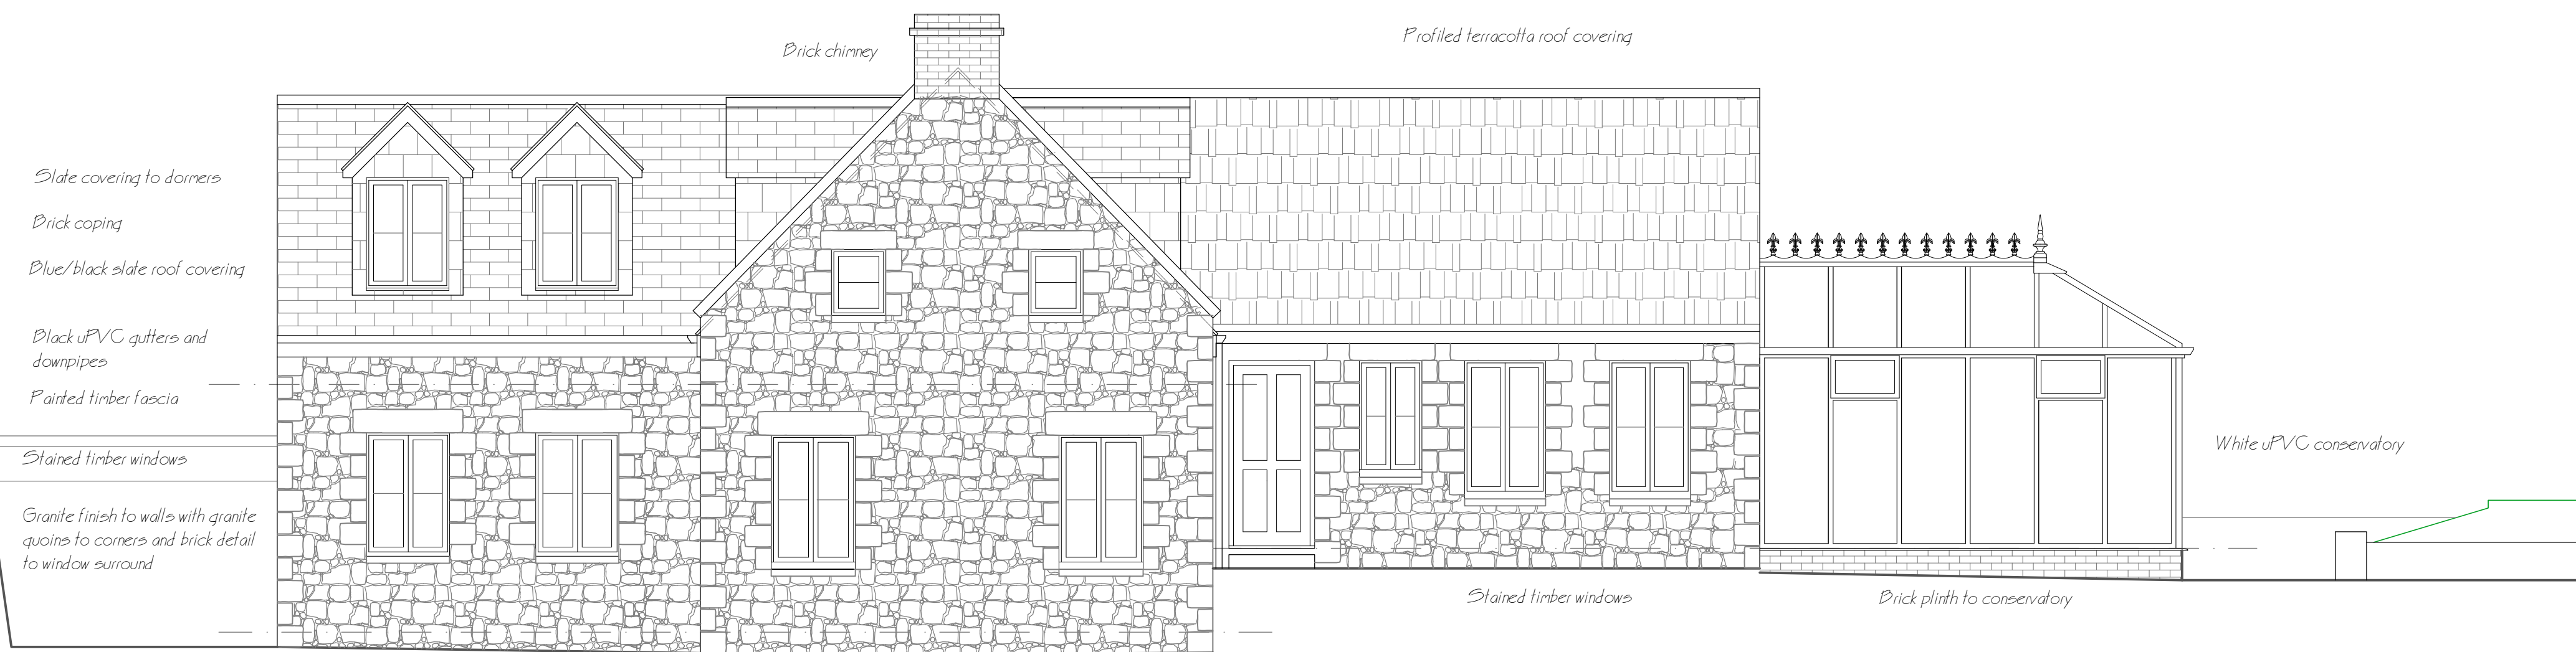 Brick chimney
Profiled terracotta roof covering
Slate covering to dormers
Brick coping
Blue/black slate roof covering
Black uPVC gutters and
downpipes
Painted timber fascia
Stained timber windows
Granite finish to walls with granite
quoins to corners and brick detail
to window surround
White uPVC conservatory
Stained timber windows
Brick plinth to conservatory